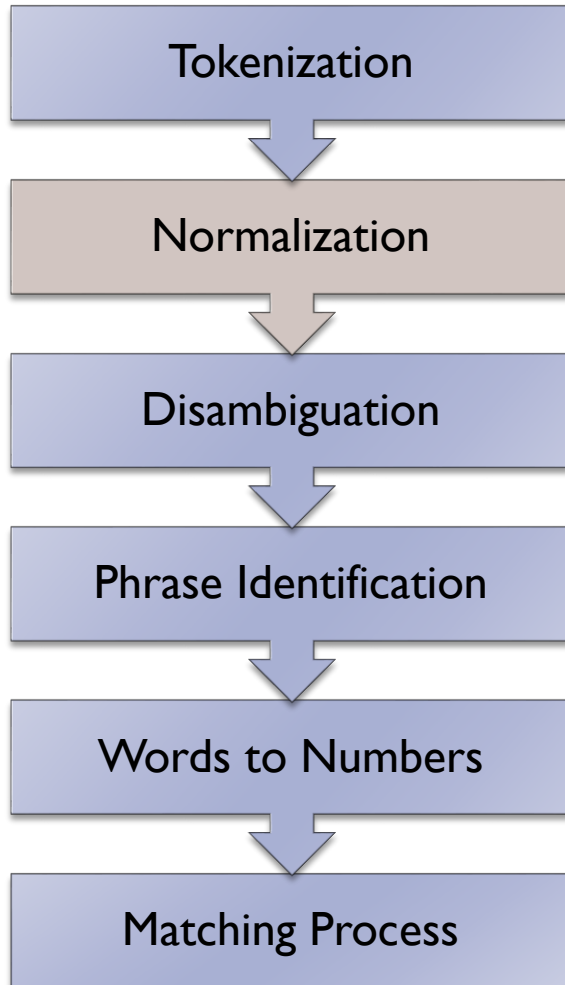 Tokenization
Normalization
Disambiguation
Phrase Identification
Words to Numbers
Matching Process